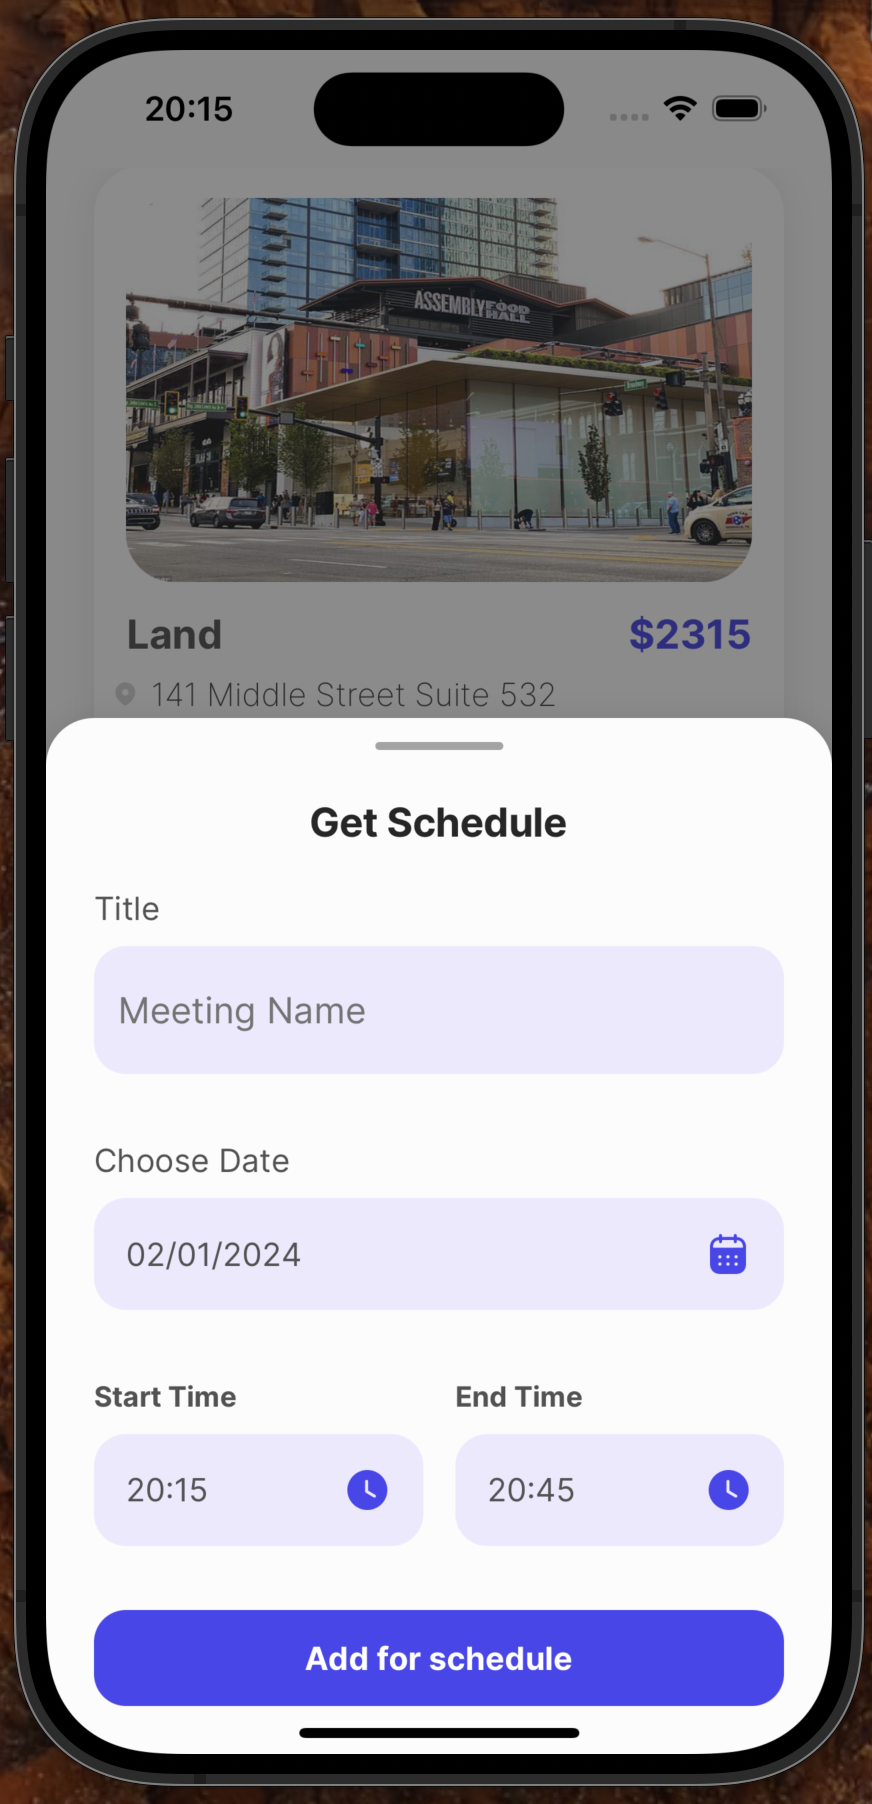 20:15
ASSEMBLY FOOD HALL
Land
$2315
141 Middle Street Suite 532
Get Schedule
Title
Meeting Name
Choose Date
02/01/2024
Start Time
End Time
20:15
20:45
Add for schedule